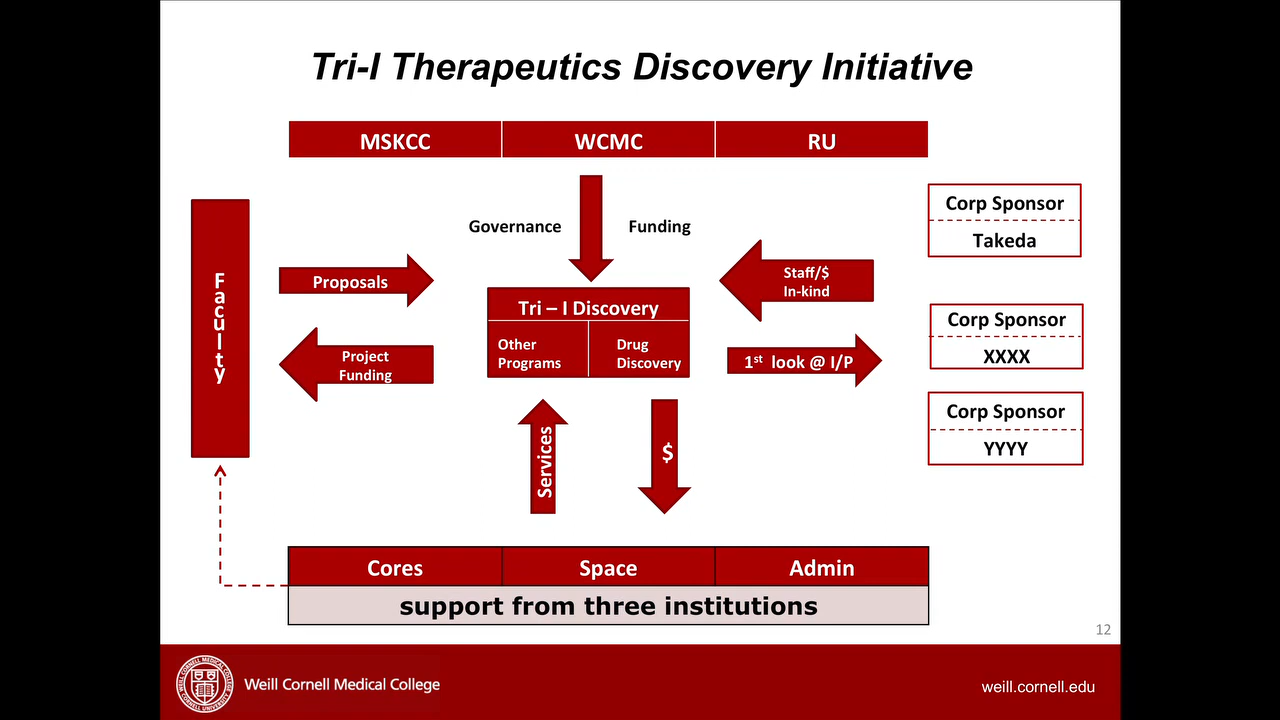 Tri-I Therapeutics Discovery Initiative
MSKCC
WCMC
RU
Governance
Funding
Corp Sponsor
Takeda
Faculty
Proposals
Staff/$
In-kind
Tri – I Discovery
Other
Programs
Drug
Discovery
Project
Funding
1st look @ I/P
Corp Sponsor
XXXX
Corp Sponsor
YYYY
Services
$
Cores
Space
Admin
support from three institutions
12
Weill Cornell Medical College
weill.cornell.edu